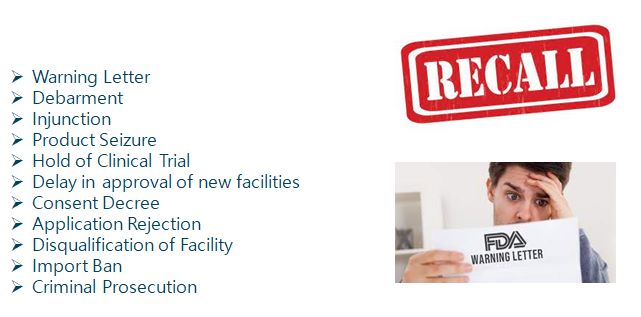 Warning Letter
Debarment
Injunction
Product Seizure
Hold of Clinical Trial
Delay in approval of new facilities
Consent Decree
Application Rejection
Disqualification of Facility
Import Ban
Criminal Prosecution
RECALL
FDA
WARNING LETTER